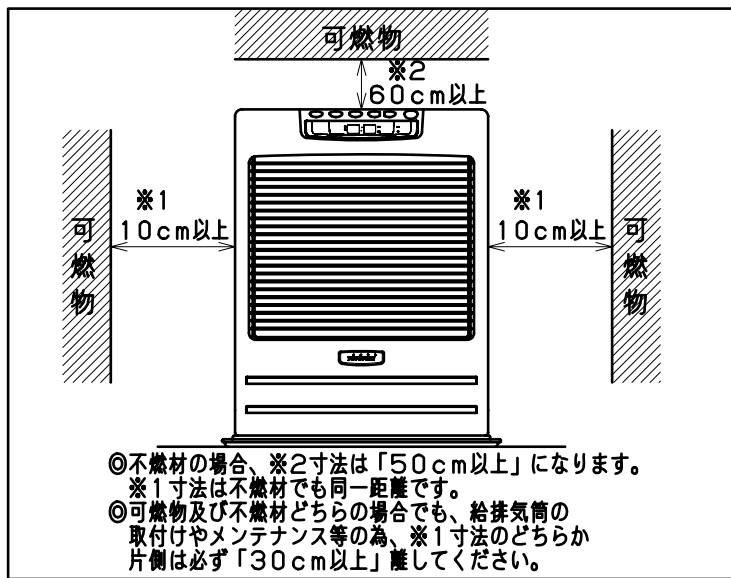 可燃物
※2
60cm以上
※1
10cm以上
可燃物
※1
10cm以上
可燃物
◎不燃材の場合、※2寸法は「50cm以上」になります。
※1寸法は不燃材でも同一距離です。
◎可燃物及び不燃材どちらの場合でも、給排気筒の
取付けやメンテナンス等の為、※1寸法のどちらか
片側は必ず「30cm以上」離してください。